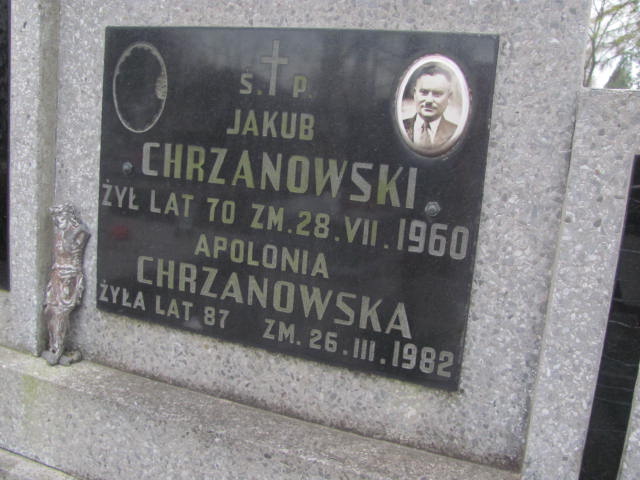 Ś. P.
JAKUB
CHRZANOWSKI
ŻYŁ LAT 70 ZM. 28. VII. 1960
APOLONIA
CHRZANOWSKA
ŻYŁA LAT 87 ZM. 26. III. 1982